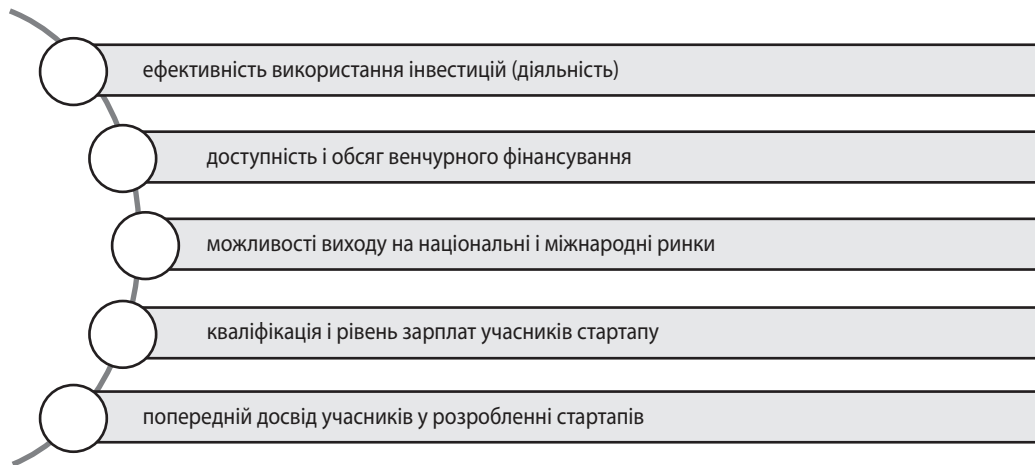 ефективність використання інвестицій (діяльність)
доступність і обсяг венчурного фінансування
можливості виходу на національні і міжнародні ринки
кваліфікація і рівень зарплат учасників стартапу
попередній досвід учасників у розробленні стартапів